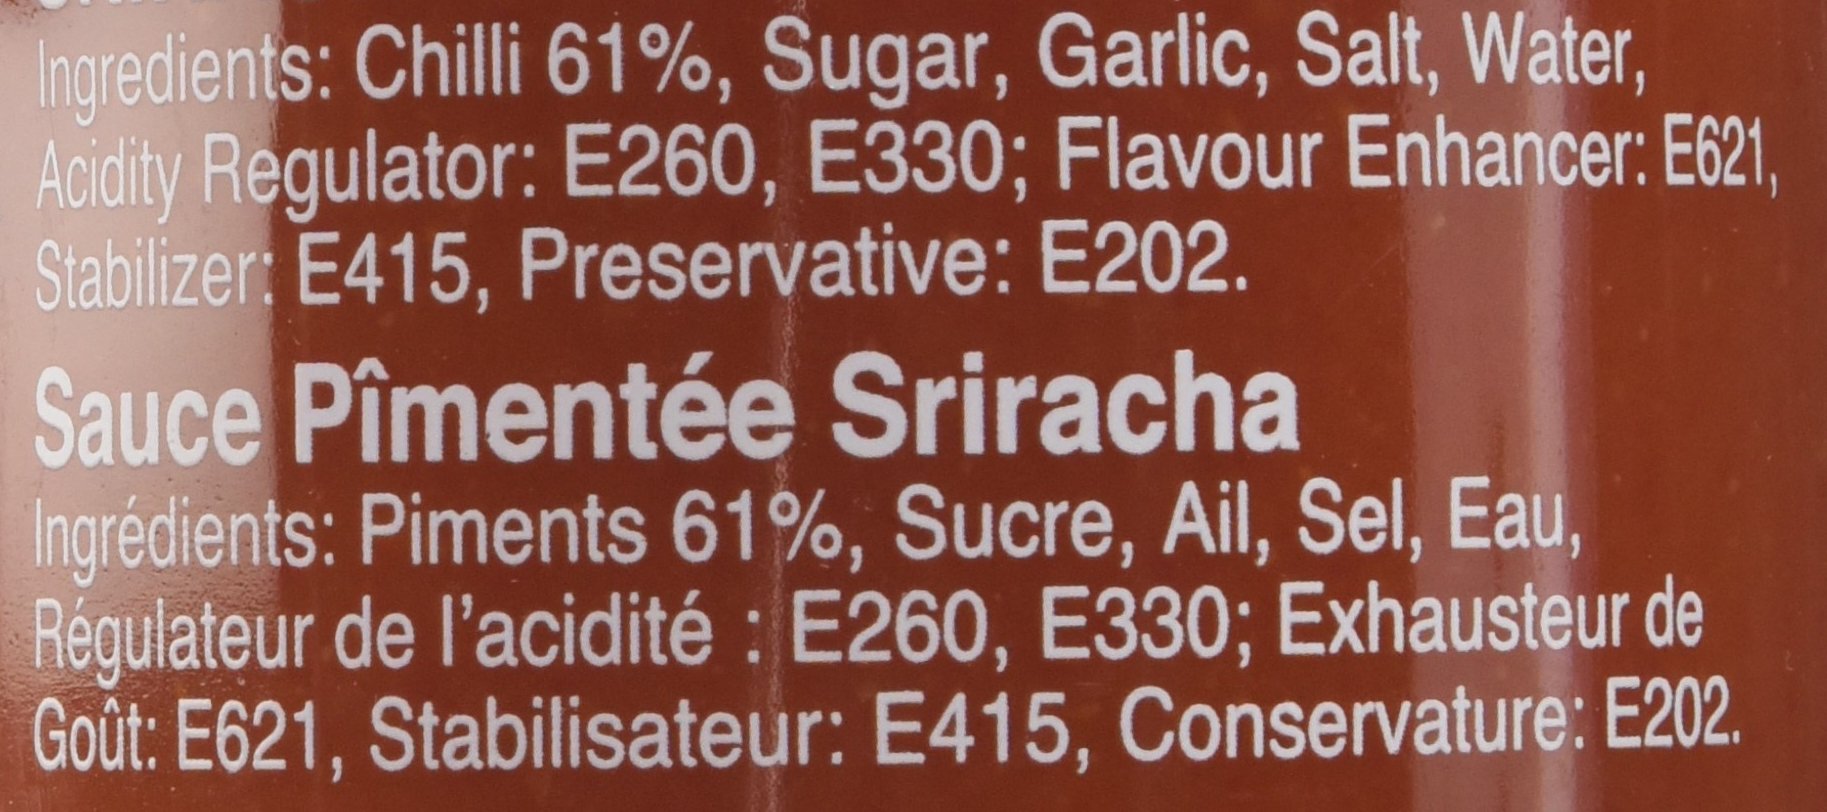 Ingredients: Chilli 61%, Sugar, Garlic, Salt, Water,
Acidity Regulator: E260, E330; Flavour Enhancer: E621,
Stabilizer: E415, Preservative: E202.
Sauce Pîmentée Sriracha
Ingrédients: Piments 61%, Sucre, Ail, Sel, Eau,
Régulateur de l’acidité : E260, E330; Exhausteur de
Goût: E621, Stabilisateur: E415, Conservature: E202.